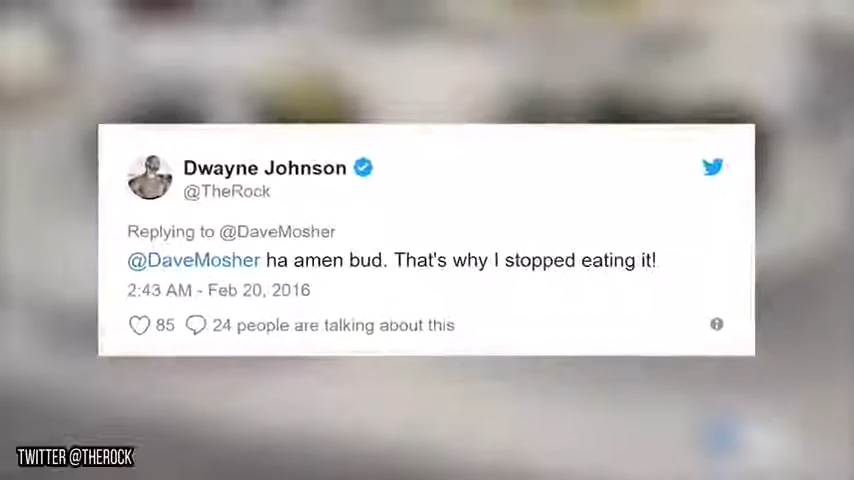 Dwayne Johnson
@TheRock
Replying to @DaveMosher
@DaveMosher ha amen bud. That's why I stopped eating it!
2:43 AM - Feb 20, 2016
85 24 people are talking about this
TWITTER @THEROCK